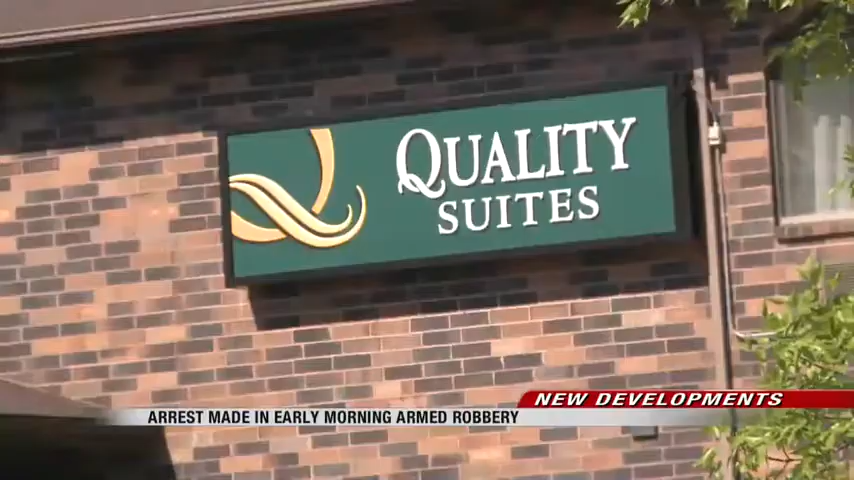 QUALITY
SUITES
NEW DEVELOPMENTS
ARREST MADE IN EARLY MORNING ARMED ROBBERY